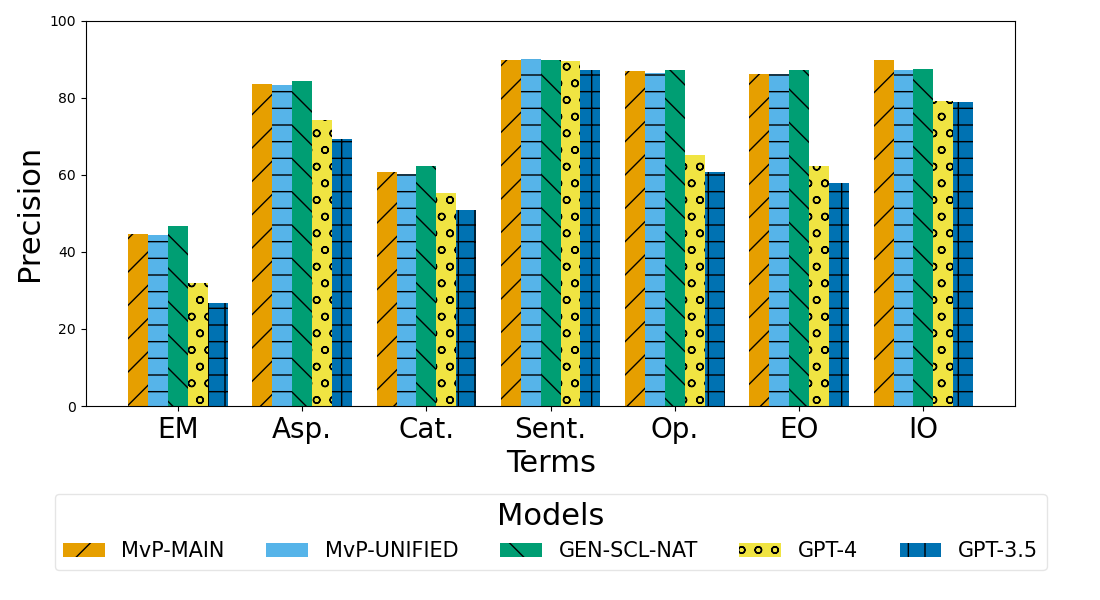 100
80
60
40
20
0
Precision
EM Asp. Cat. Sent. Op. EO IO
Terms
Models
MvP-MAIN MvP-UNIFIED GEN-SCL-NAT GPT-4 GPT-3.5